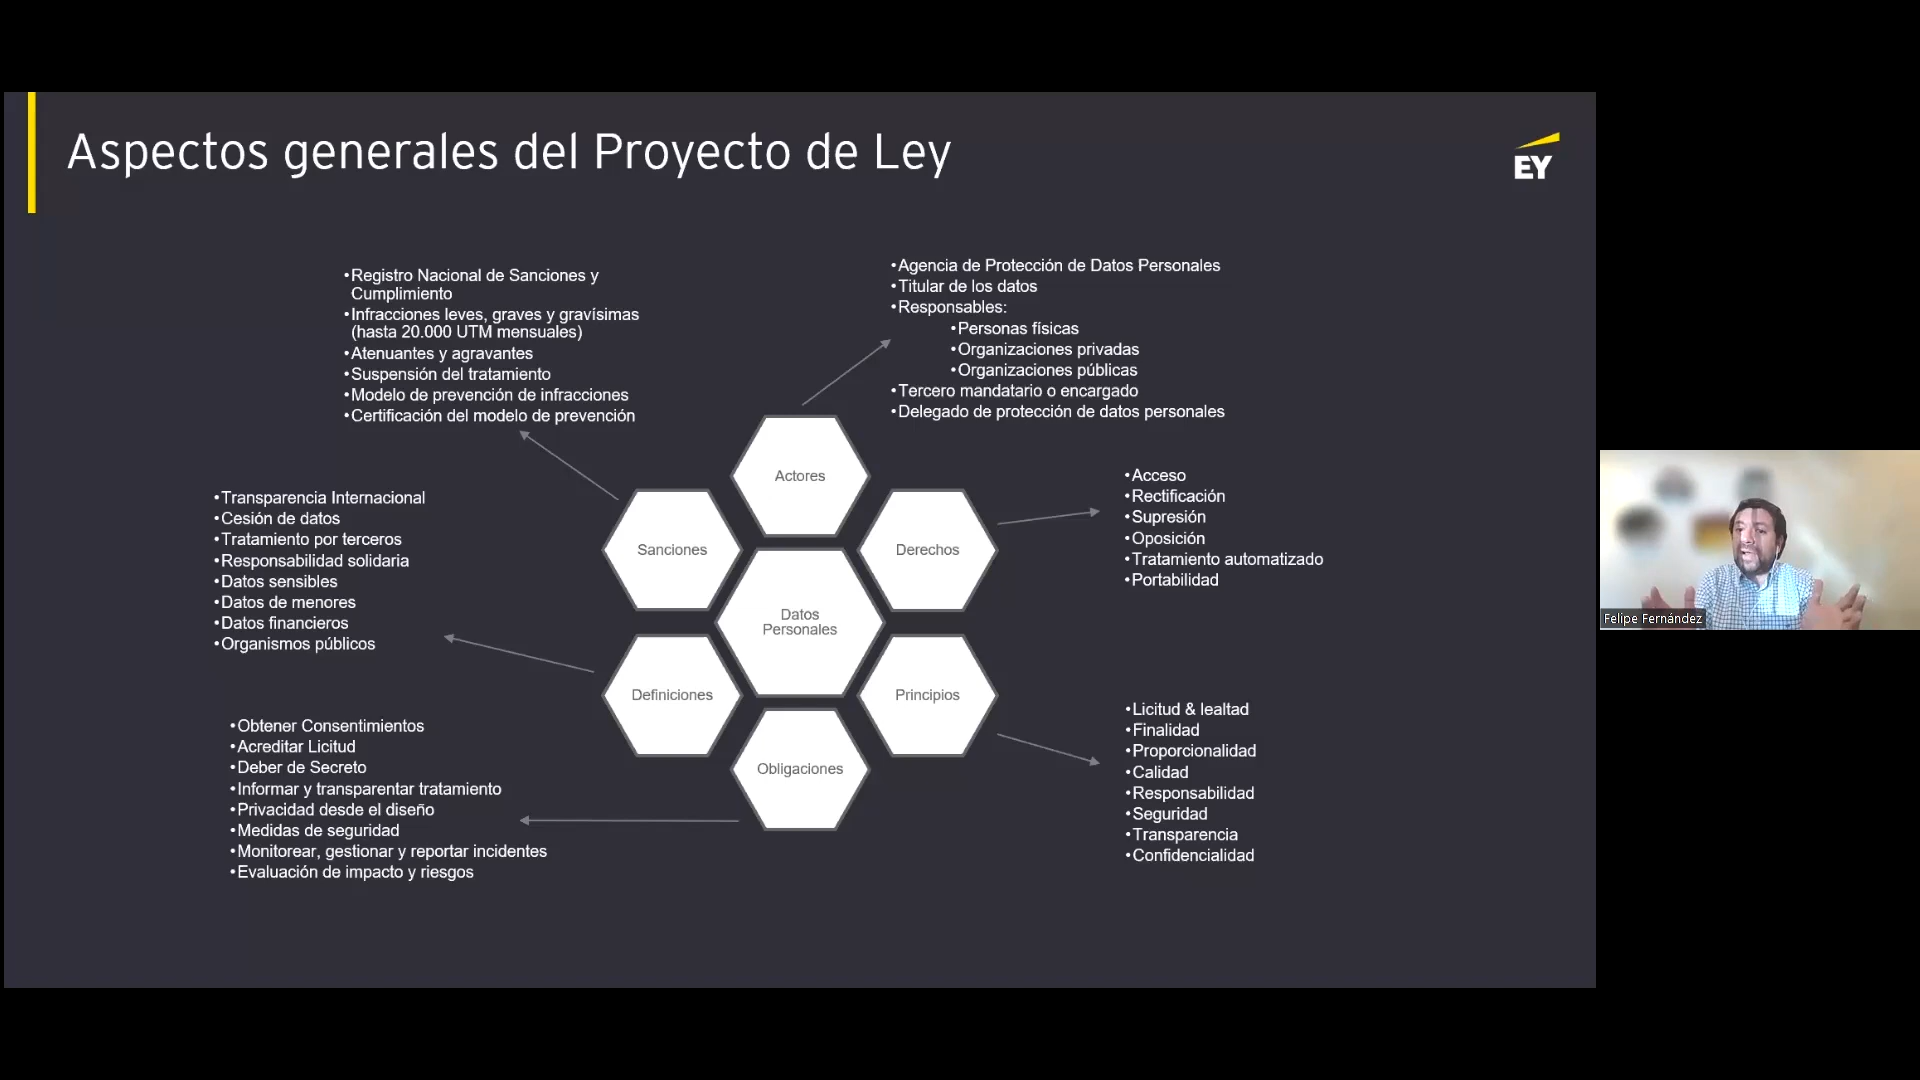 Aspectos generales del Proyecto de Ley
EY
•Registro Nacional de Sanciones y
Cumplimiento
•Infracciones leves, graves y gravísimas
(hasta 20.000 UTM mensuales)
•Atenuantes y agravantes
•Suspensión del tratamiento
•Modelo de prevención de infracciones
•Certificación del modelo de prevención
•Agencia de Protección de Datos Personales
•Titular de los datos
•Responsables:
•Personas físicas
•Organizaciones privadas
•Organizaciones públicas
•Tercero mandatario o encargado
•Delegado de protección de datos personales
•Transparencia Internacional
•Cesión de datos
•Tratamiento por terceros
•Responsabilidad solidaria
•Datos sensibles
•Datos de menores
•Datos financieros
•Organismos públicos
Actores
Sanciones
Derechos
Datos
Personales
Definiciones
Principios
Obligaciones
•Acceso
•Rectificación
•Supresión
•Oposición
•Tratamiento automatizado
•Portabilidad
•Obtener Consentimientos
•Acreditar Licitud
•Deber de Secreto
•Informar y transparentar tratamiento
•Privacidad desde el diseño
•Medidas de seguridad
•Monitorear, gestionar y reportar incidentes
•Evaluación de impacto y riesgos
•Licitud & lealtad
•Finalidad
•Proporcionalidad
•Calidad
•Responsabilidad
•Seguridad
•Transparencia
•Confidencialidad
Felipe Fernández